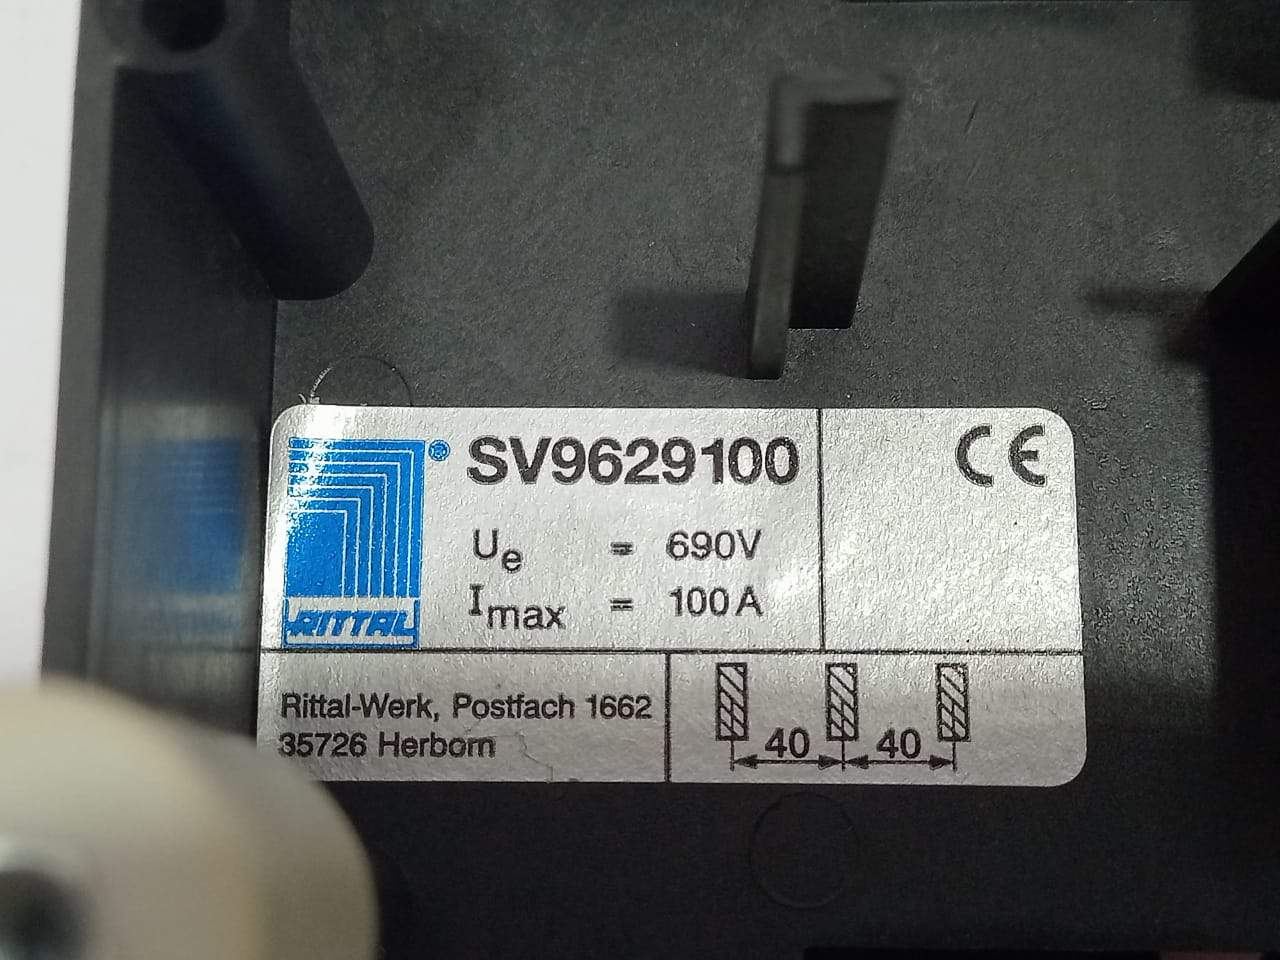 SV9629100
CE
®
Ue = 690V
Imax = 100A
RITTAL
Rittal-Werk, Postfach 1662
35726 Herborn
40 40